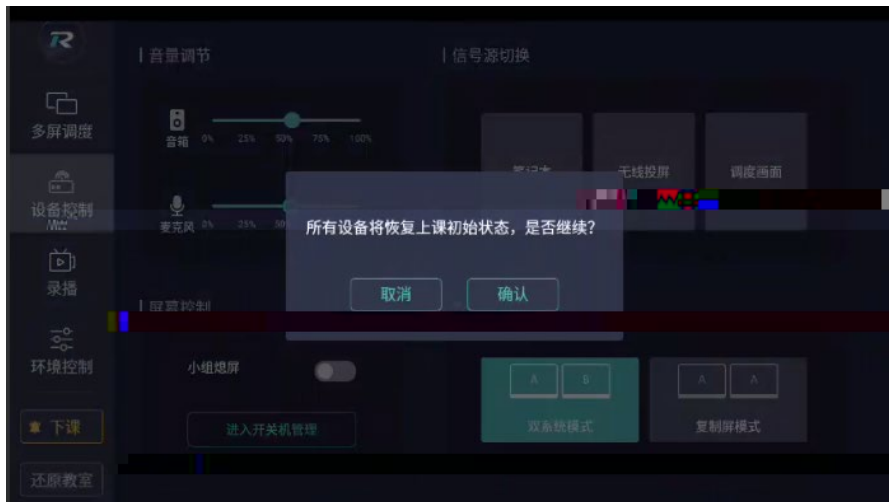 音量调节
信号源切换
多屏调度
音箱
0% 25% 50% 75% 100%
无线投屏
调度画面
设备控制
麦克风
0% 25%
所有设备将恢复上课初始状态，是否继续？
录播
取消
确认
屏幕控制
环境控制
小组熄屏
A B
A A
下课
进入开关机管理
双系统模式
复制屏模式
还原教室